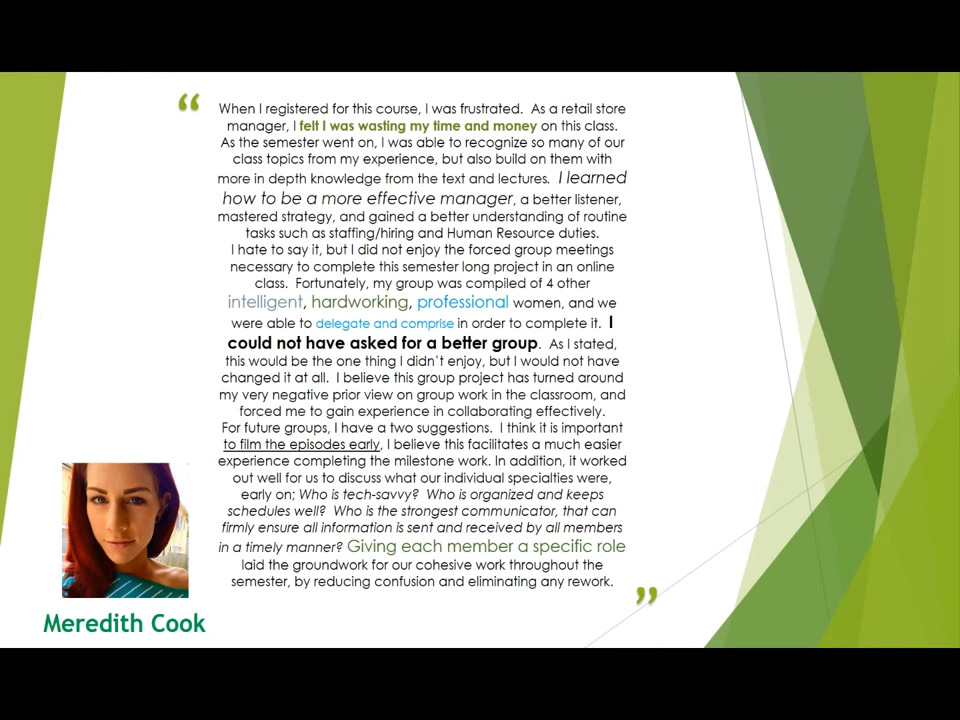 “
When I registered for this course, I was frustrated.  As a retail store
manager, I felt I was wasting my time and money on this class.
As the semester went on, I was able to recognize so many of our
class topics from my experience, but also build on them with
more in depth knowledge from the text and lectures.  I learned
how to be a more effective manager, a better listener,
mastered strategy, and gained a better understanding of routine
tasks such as staffing/hiring and Human Resource duties.
I hate to say it, but I did not enjoy the forced group meetings
necessary to complete this semester long project in an online
class.  Fortunately, my group was compiled of 4 other
intelligent, hardworking, professional women, and we
were able to delegate and comprise in order to complete it.  I
could not have asked for a better group.  As I stated,
this would be the one thing I didn't enjoy, but I would not have
changed it at all.  I believe this group project has turned around
my very negative prior view on group work in the classroom, and
forced me to gain experience in collaborating effectively.
For future groups, I have a two suggestions.  I think it is important
to film the episodes early, I believe this facilitates a much easier
experience completing the milestone work. In addition, it worked
out well for us to discuss what our individual specialties were,
early on; Who is tech-savvy?  Who is organized and keeps
schedules well?  Who is the strongest communicator, that can
firmly ensure all information is sent and received by all members
in a timely manner? Giving each member a specific role
laid the groundwork for our cohesive work throughout the
semester, by reducing confusion and eliminating any rework.
”
Meredith Cook